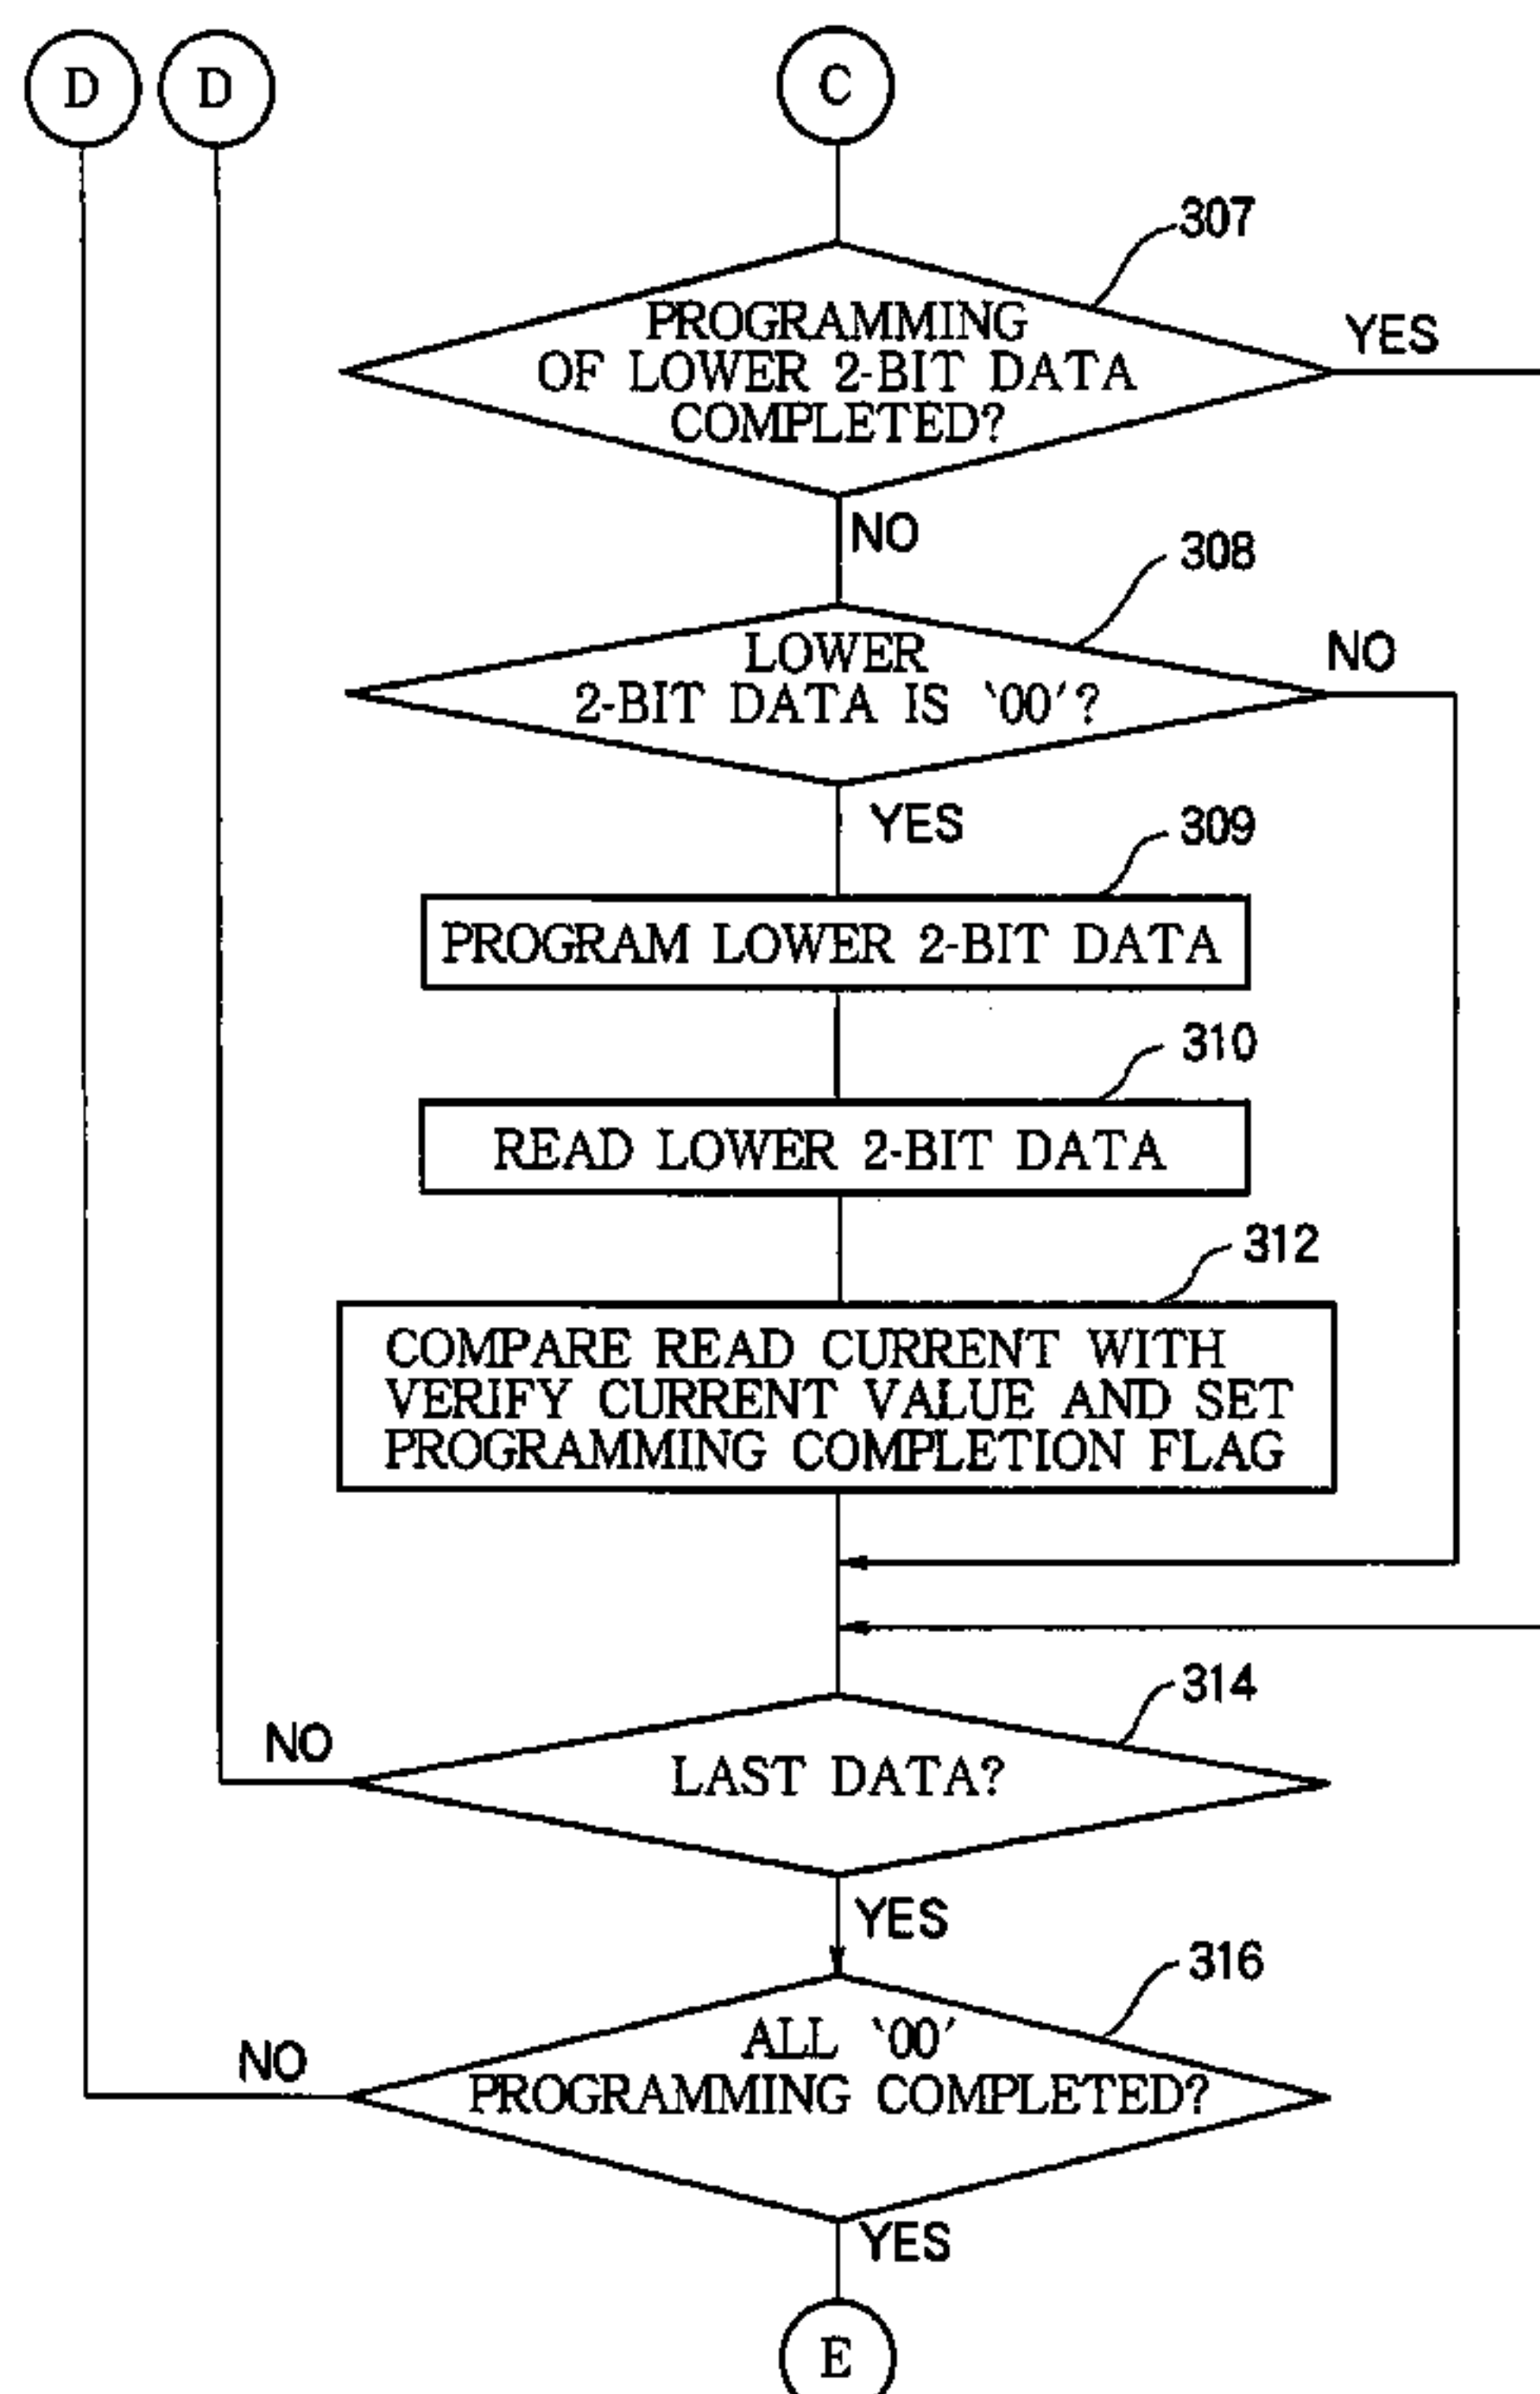 D
D
C
307
PROGRAMMING
OF LOWER 2-BIT DATA
COMPLETED?
YES
NO
308
LOWER
2-BIT DATA IS '00'?
NO
YES
309
PROGRAM LOWER 2-BIT DATA
310
READ LOWER 2-BIT DATA
312
COMPARE READ CURRENT WITH
VERIFY CURRENT VALUE AND SET
PROGRAMMING COMPLETION FLAG
314
NO
LAST DATA?
YES
316
ALL '00'
NO
PROGRAMMING COMPLETED?
YES
E